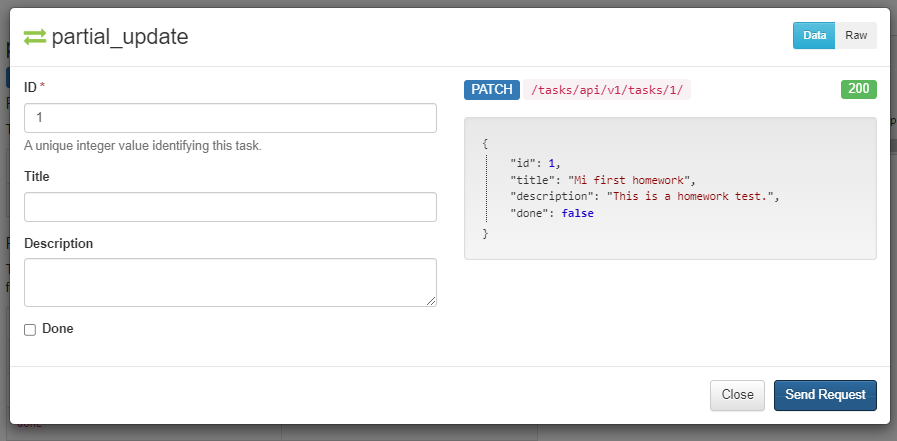 partial_update
Data Raw
ID *
1
A unique integer value identifying this task.
Title
Description
Done
PATCH /tasks/api/v1/tasks/1/ 200
{
"id": 1,
"title": "Mi first homework",
"description": "This is a homework test.",
"done": false
}
Close Send Request